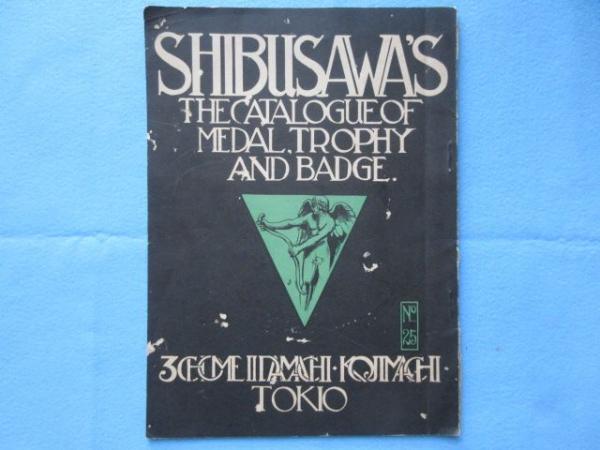 SHIBUSAWA'S
THE CATALOGUE OF
MEDAL. TROPHY
AND BADGE.
No
25
3CHOME IIDAMACHI・KOJIMACHI
TOKIO